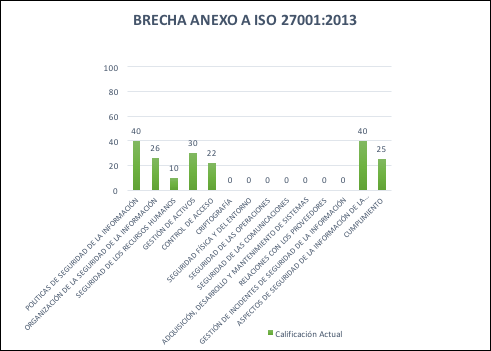 BRECHA ANEXO A ISO 27001:2013
100
80
60
40
20
0
40
26
10
30
22
0
0
0
0
0
0
0
40
25
POLITICAS DE SEGURIDAD DE LA INFORMACIÓN
ORGANIZACIÓN DE LA SEGURIDAD DE LA INFORMACIÓN
SEGURIDAD DE LOS RECURSOS HUMANOS
GESTIÓN DE ACTIVOS
CONTROL DE ACCESO
CRIPTOGRAFÍA
SEGURIDAD FÍSICA Y DEL ENTORNO
SEGURIDAD DE LAS OPERACIONES
SEGURIDAD DE LAS COMUNICACIONES
ADQUISICIÓN, DESARROLLO Y MANTENIMIENTO DE SISTEMAS
RELACIONES CON LOS PROVEEDORES
GESTIÓN DE INCIDENTES DE SEGURIDAD DE LA INFORMACIÓN
ASPECTOS DE SEGURIDAD DE LA INFORMACIÓN DE LA...
CUMPLIMIENTO
Calificación Actual